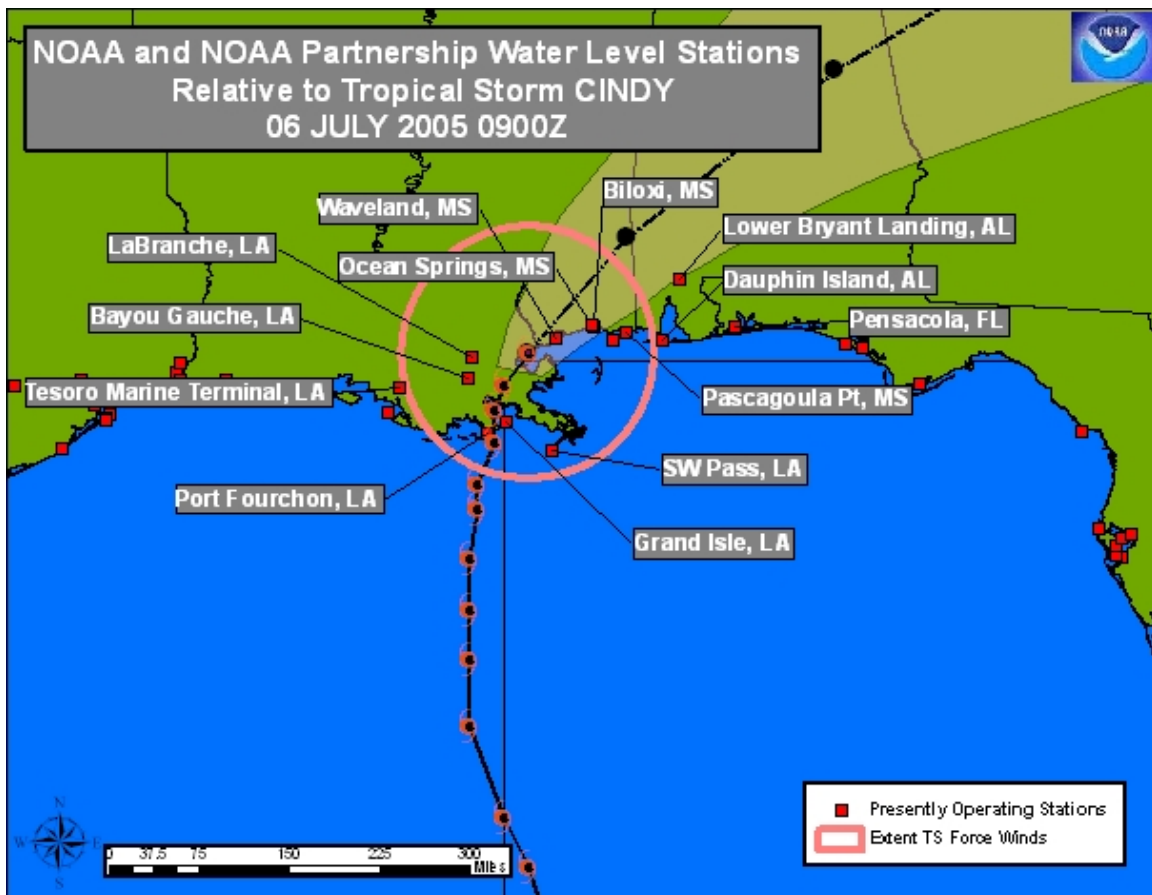 NOAA and NOAA Partnership Water Level Stations
Relative to Tropical Storm CINDY
06 JULY 2005 0900Z
noaa
Waveland, MS
Biloxi, MS
LaBranche, LA
Lower Bryant Landing, AL
Ocean Springs, MS
Dauphin Island, AL
Bayou Gauche, LA
Pensacola, FL
Tesoro Marine Terminal, LA
Pascagoula Pt, MS
SW Pass, LA
Port Fourchon, LA
Grand Isle, LA
Presently Operating Stations
Extent TS Force Winds
N
W E
S
0 37.5 75 150 225 300
Miles